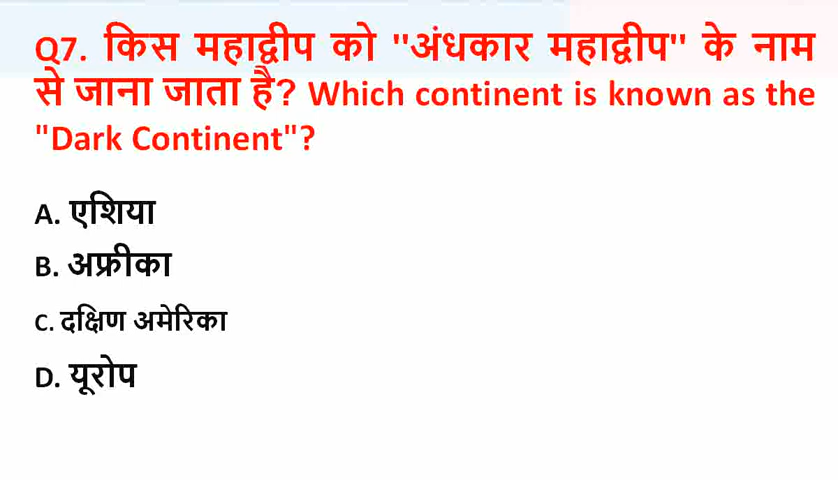 Q7. किस महाद्वीप को "अंधकार महाद्वीप" के नाम
से जाना जाता है? Which continent is known as the
"Dark Continent"?
A. एशिया
B. अफ्रीका
C. दक्षिण अमेरिका
D. यूरोप